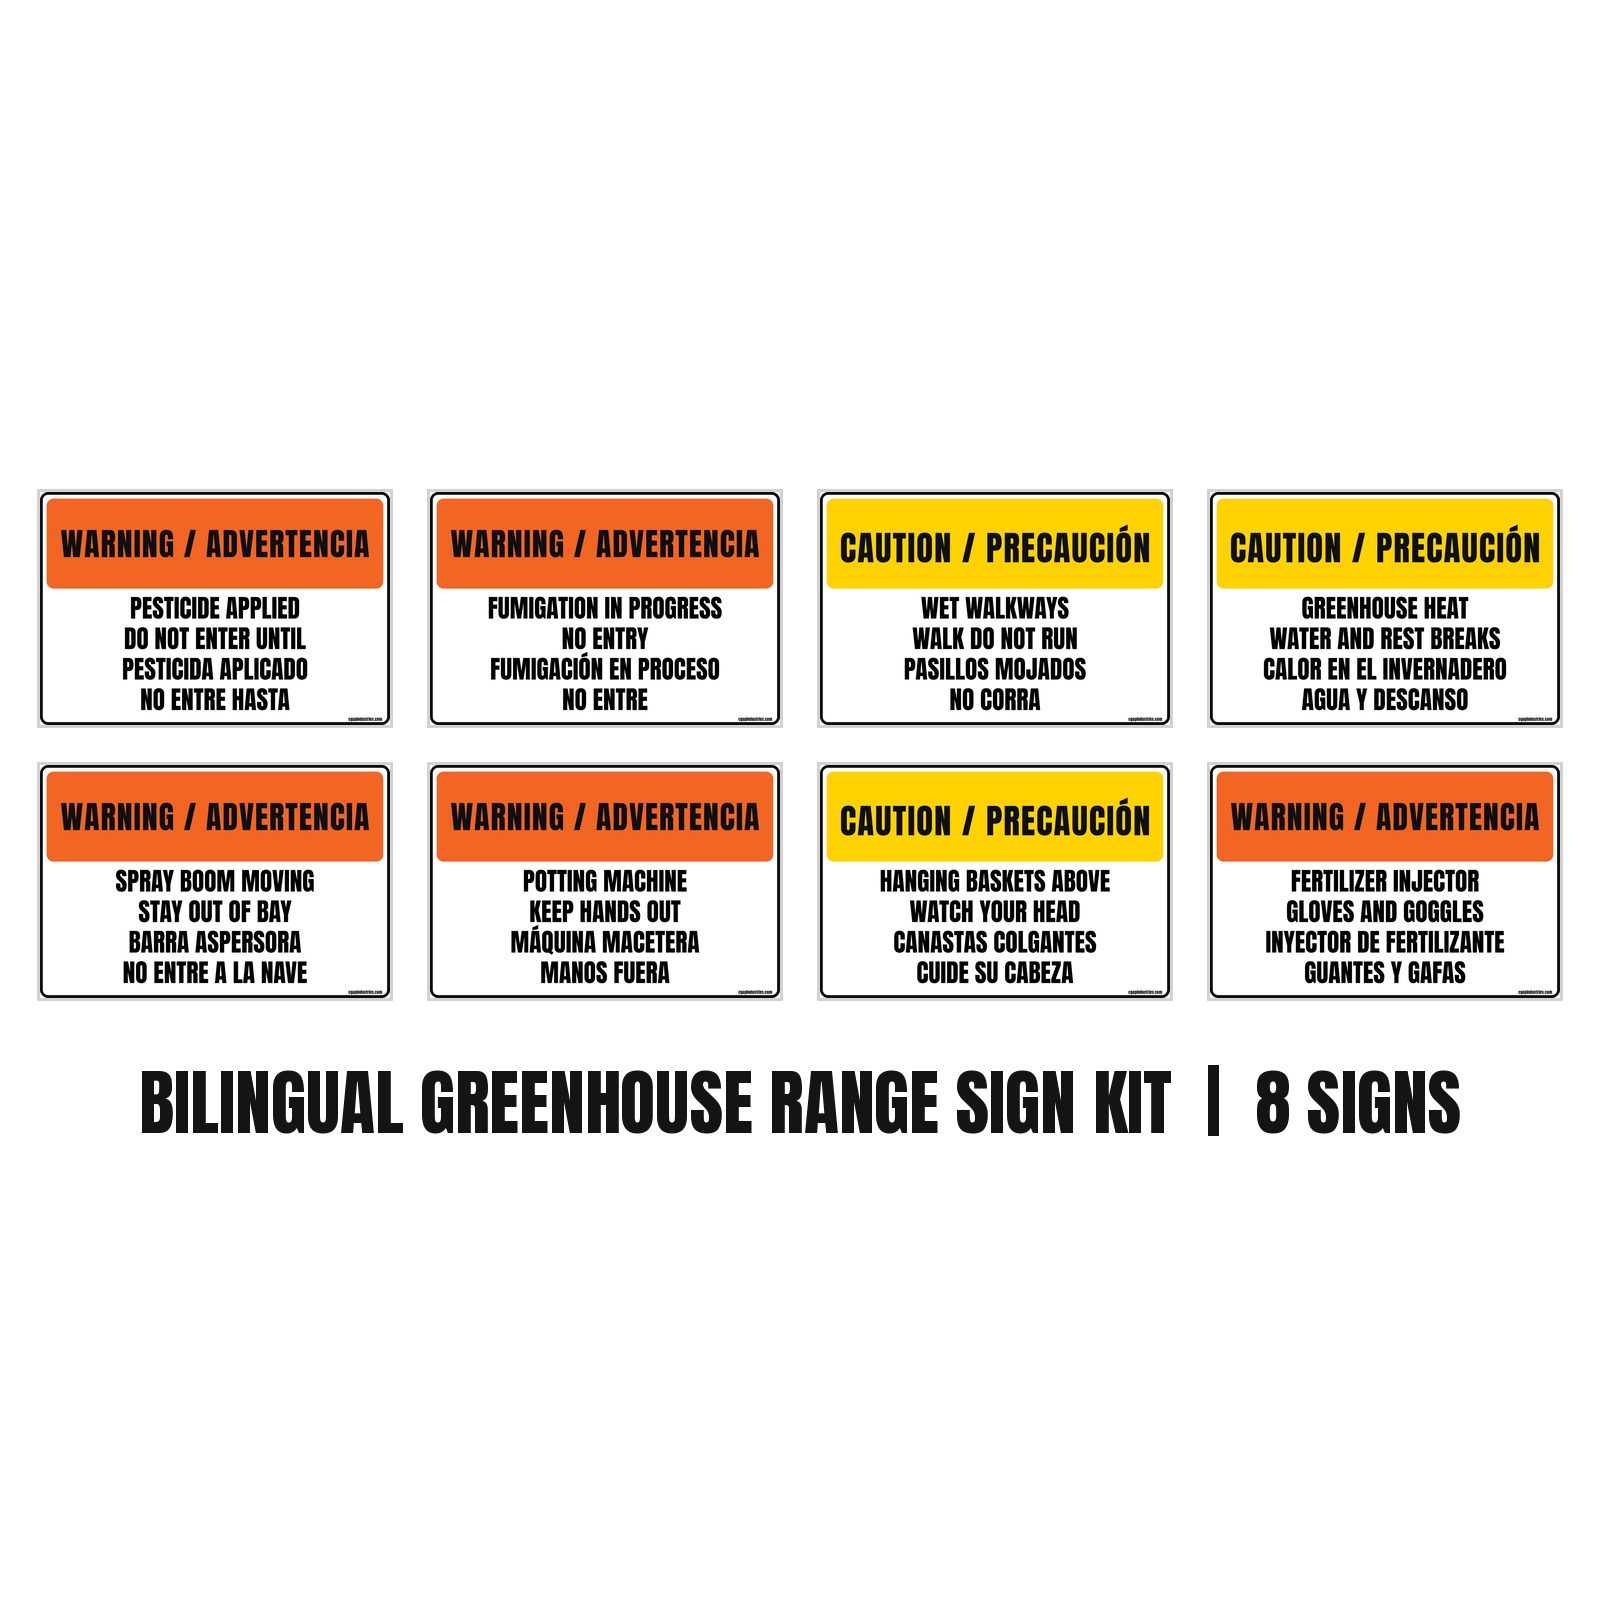 WARNING / ADVERTENCIA
PESTICIDE APPLIED
DO NOT ENTER UNTIL
PESTICIDA APLICADO
NO ENTRE HASTA
WARNING / ADVERTENCIA
FUMIGATION IN PROGRESS
NO ENTRY
FUMIGACIÓN EN PROCESO
NO ENTRE
CAUTION / PRECAUCIÓN
WET WALKWAYS
WALK DO NOT RUN
PASILLOS MOJADOS
NO CORRA
CAUTION / PRECAUCIÓN
GREENHOUSE HEAT
WATER AND REST BREAKS
CALOR EN EL INVERNADERO
AGUA Y DESCANSO
WARNING / ADVERTENCIA
SPRAY BOOM MOVING
STAY OUT OF BAY
BARRA ASPERSORA
NO ENTRE A LA NAVE
WARNING / ADVERTENCIA
POTTING MACHINE
KEEP HANDS OUT
MÁQUINA MACETERA
MANOS FUERA
CAUTION / PRECAUCIÓN
HANGING BASKETS ABOVE
WATCH YOUR HEAD
CANASTAS COLGANTES
CUIDE SU CABEZA
WARNING / ADVERTENCIA
FERTILIZER INJECTOR
GLOVES AND GOGGLES
INYECTOR DE FERTILIZANTE
GUANTES Y GAFAS
BILINGUAL GREENHOUSE RANGE SIGN KIT | 8 SIGNS